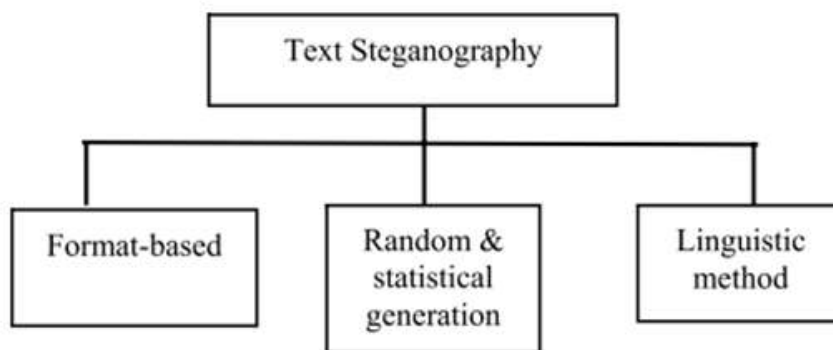 Text Steganography
Format-based
Random &
statistical
generation
Linguistic
method